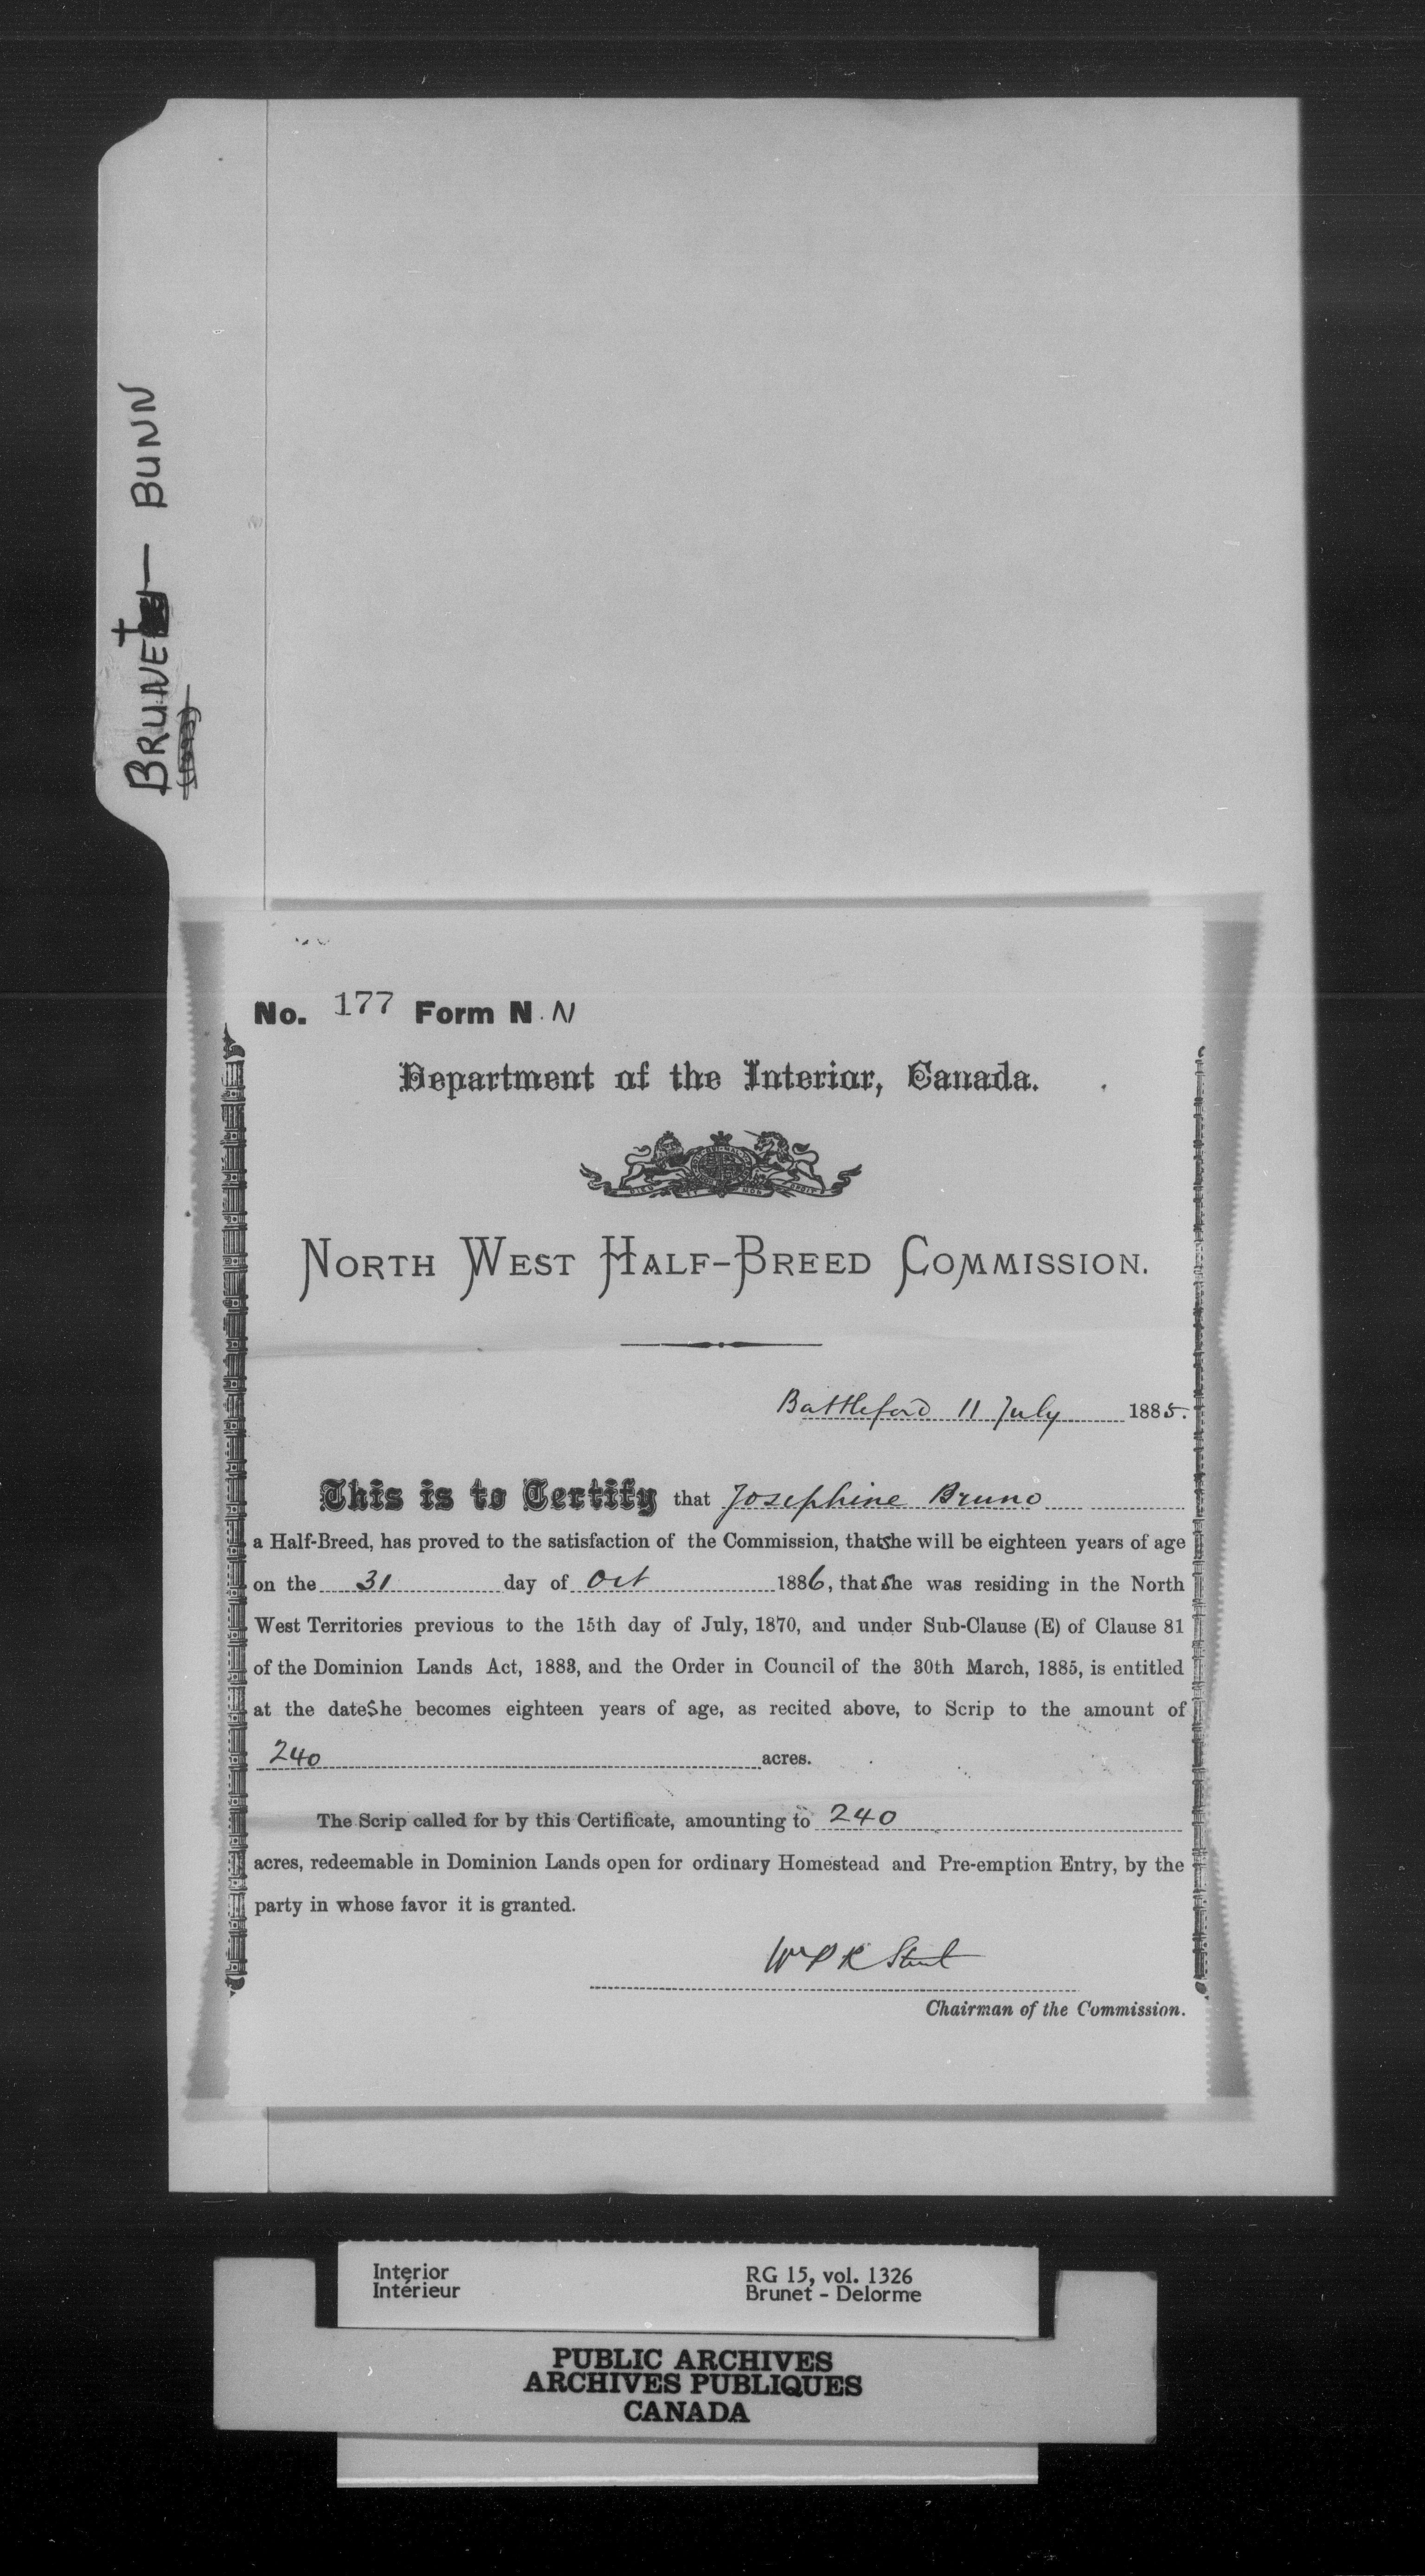 BRUNET — BUNN
No. 177 Form N. N
Department of the Interior, Canada.
DIEU ET MON DROIT
NORTH WEST HALF-BREED COMMISSION.
Battleford 11 July 1885.
This is to Certify that Josephine Bruno
a Half-Breed, has proved to the satisfaction of the Commission, that She will be eighteen years of age
on the 31 day of Oct 1886, that She was residing in the North
West Territories previous to the 15th day of July, 1870, and under Sub-Clause (E) of Clause 81
of the Dominion Lands Act, 1883, and the Order in Council of the 30th March, 1885, is entitled
at the date She becomes eighteen years of age, as recited above, to Scrip to the amount of
240 acres.
The Scrip called for by this Certificate, amounting to 240
acres, redeemable in Dominion Lands open for ordinary Homestead and Pre-emption Entry, by the
party in whose favor it is granted.
Wm P R Street
Chairman of the Commission.
Interior
Intérieur
RG 15, vol. 1326
Brunet - Delorme
PUBLIC ARCHIVES
ARCHIVES PUBLIQUES
CANADA